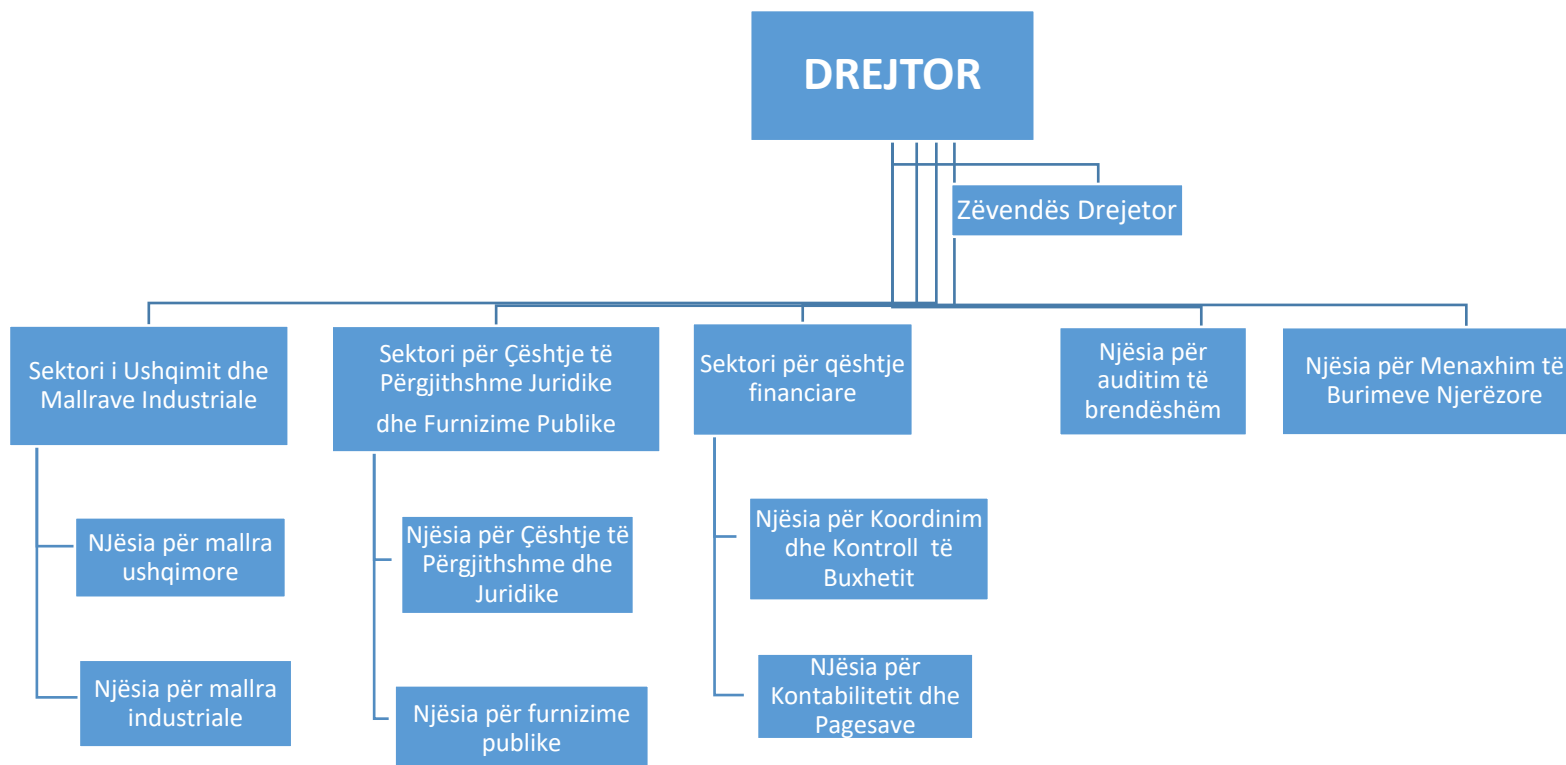 DREJTOR
Zëvendës Drejetor
Sektori i Ushqimit dhe
Mallrave Industriale
Sektori për Çështje të
Përgjithshme Juridike
dhe Furnizime Publike
Sektori për qështje
financiare
Njësia për
auditim të
brendëshëm
Njësia për Menaxhim të
Burimeve Njerëzore
NJësia për mallra
ushqimore
Njësia për mallra
industriale
Njësia për Çështje të
Përgjithshme dhe
Juridike
Njësia për furnizime
publike
Njësia për Koordinim
dhe Kontroll të
Buxhetit
NJësia për
Kontabilitetit dhe
Pagesave